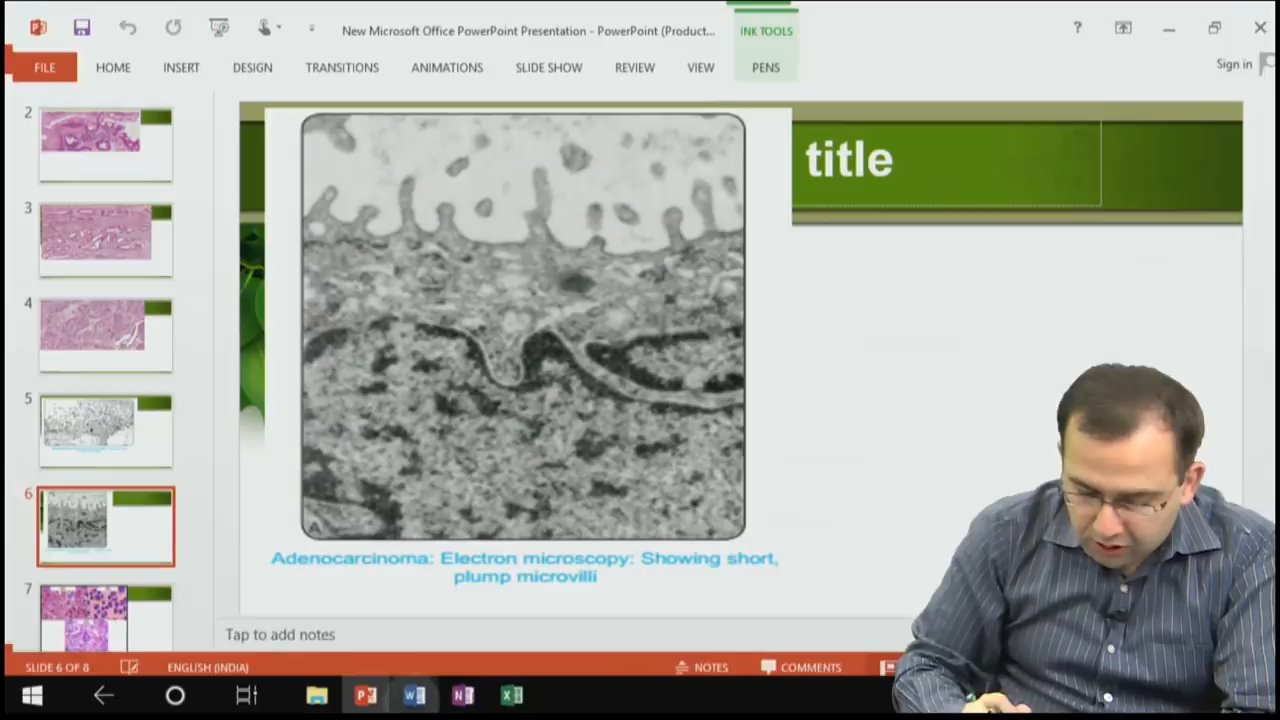 New Microsoft Office PowerPoint Presentation - PowerPoint (Product...
INK TOOLS
?
FILE
HOME
INSERT
DESIGN
TRANSITIONS
ANIMATIONS
SLIDE SHOW
REVIEW
VIEW
PENS
Sign in
2
3
4
5
6
7
title
A
Adenocarcinoma: Electron microscopy: Showing short,
plump microvilli
Tap to add notes
SLIDE 6 OF 8
ENGLISH (INDIA)
NOTES
COMMENTS